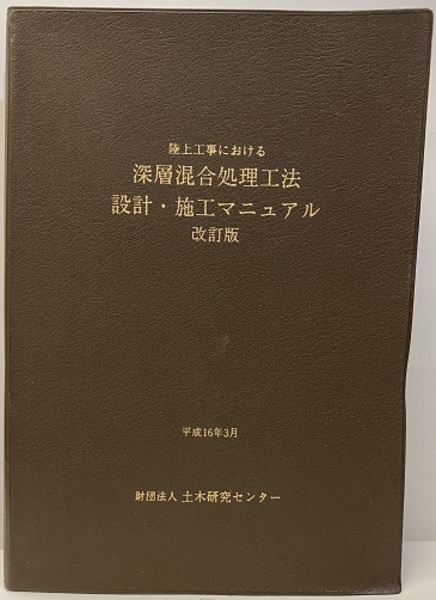 陸上工事における
深層混合処理工法
設計・施工マニュアル
改訂版
平成16年3月
財団法人 土木研究センター